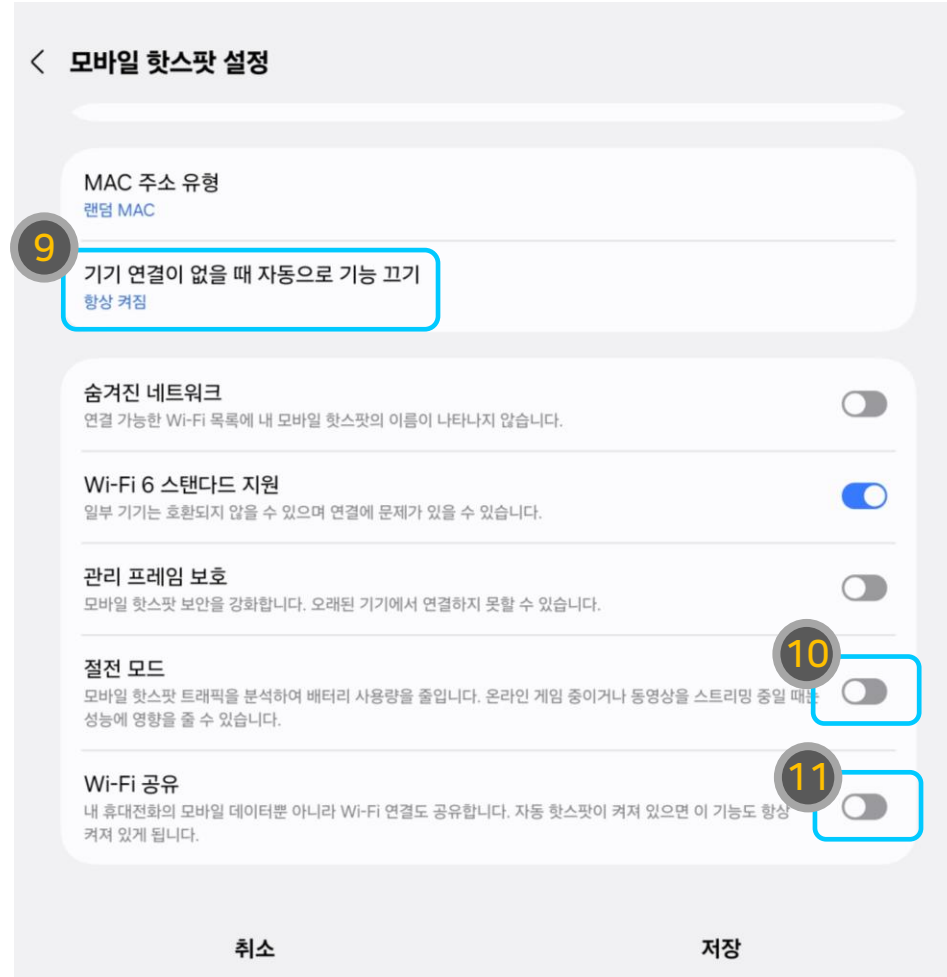 모바일 핫스팟 설정
MAC 주소 유형
랜덤 MAC
9
기기 연결이 없을 때 자동으로 기능 끄기
항상 켜짐
숨겨진 네트워크
연결 가능한 Wi-Fi 목록에 내 모바일 핫스팟의 이름이 나타나지 않습니다.
Wi-Fi 6 스탠다드 지원
일부 기기는 호환되지 않을 수 있으며 연결에 문제가 있을 수 있습니다.
관리 프레임 보호
모바일 핫스팟 보안을 강화합니다. 오래된 기기에서 연결하지 못할 수 있습니다.
10
절전 모드
모바일 핫스팟 트래픽을 분석하여 배터리 사용량을 줄입니다. 온라인 게임 중이거나 동영상을 스트리밍 중일 때는
성능에 영향을 줄 수 있습니다.
11
Wi-Fi 공유
내 휴대전화의 모바일 데이터뿐 아니라 Wi-Fi 연결도 공유합니다. 자동 핫스팟이 켜져 있으면 이 기능도 항상
켜져 있게 됩니다.
취소 저장